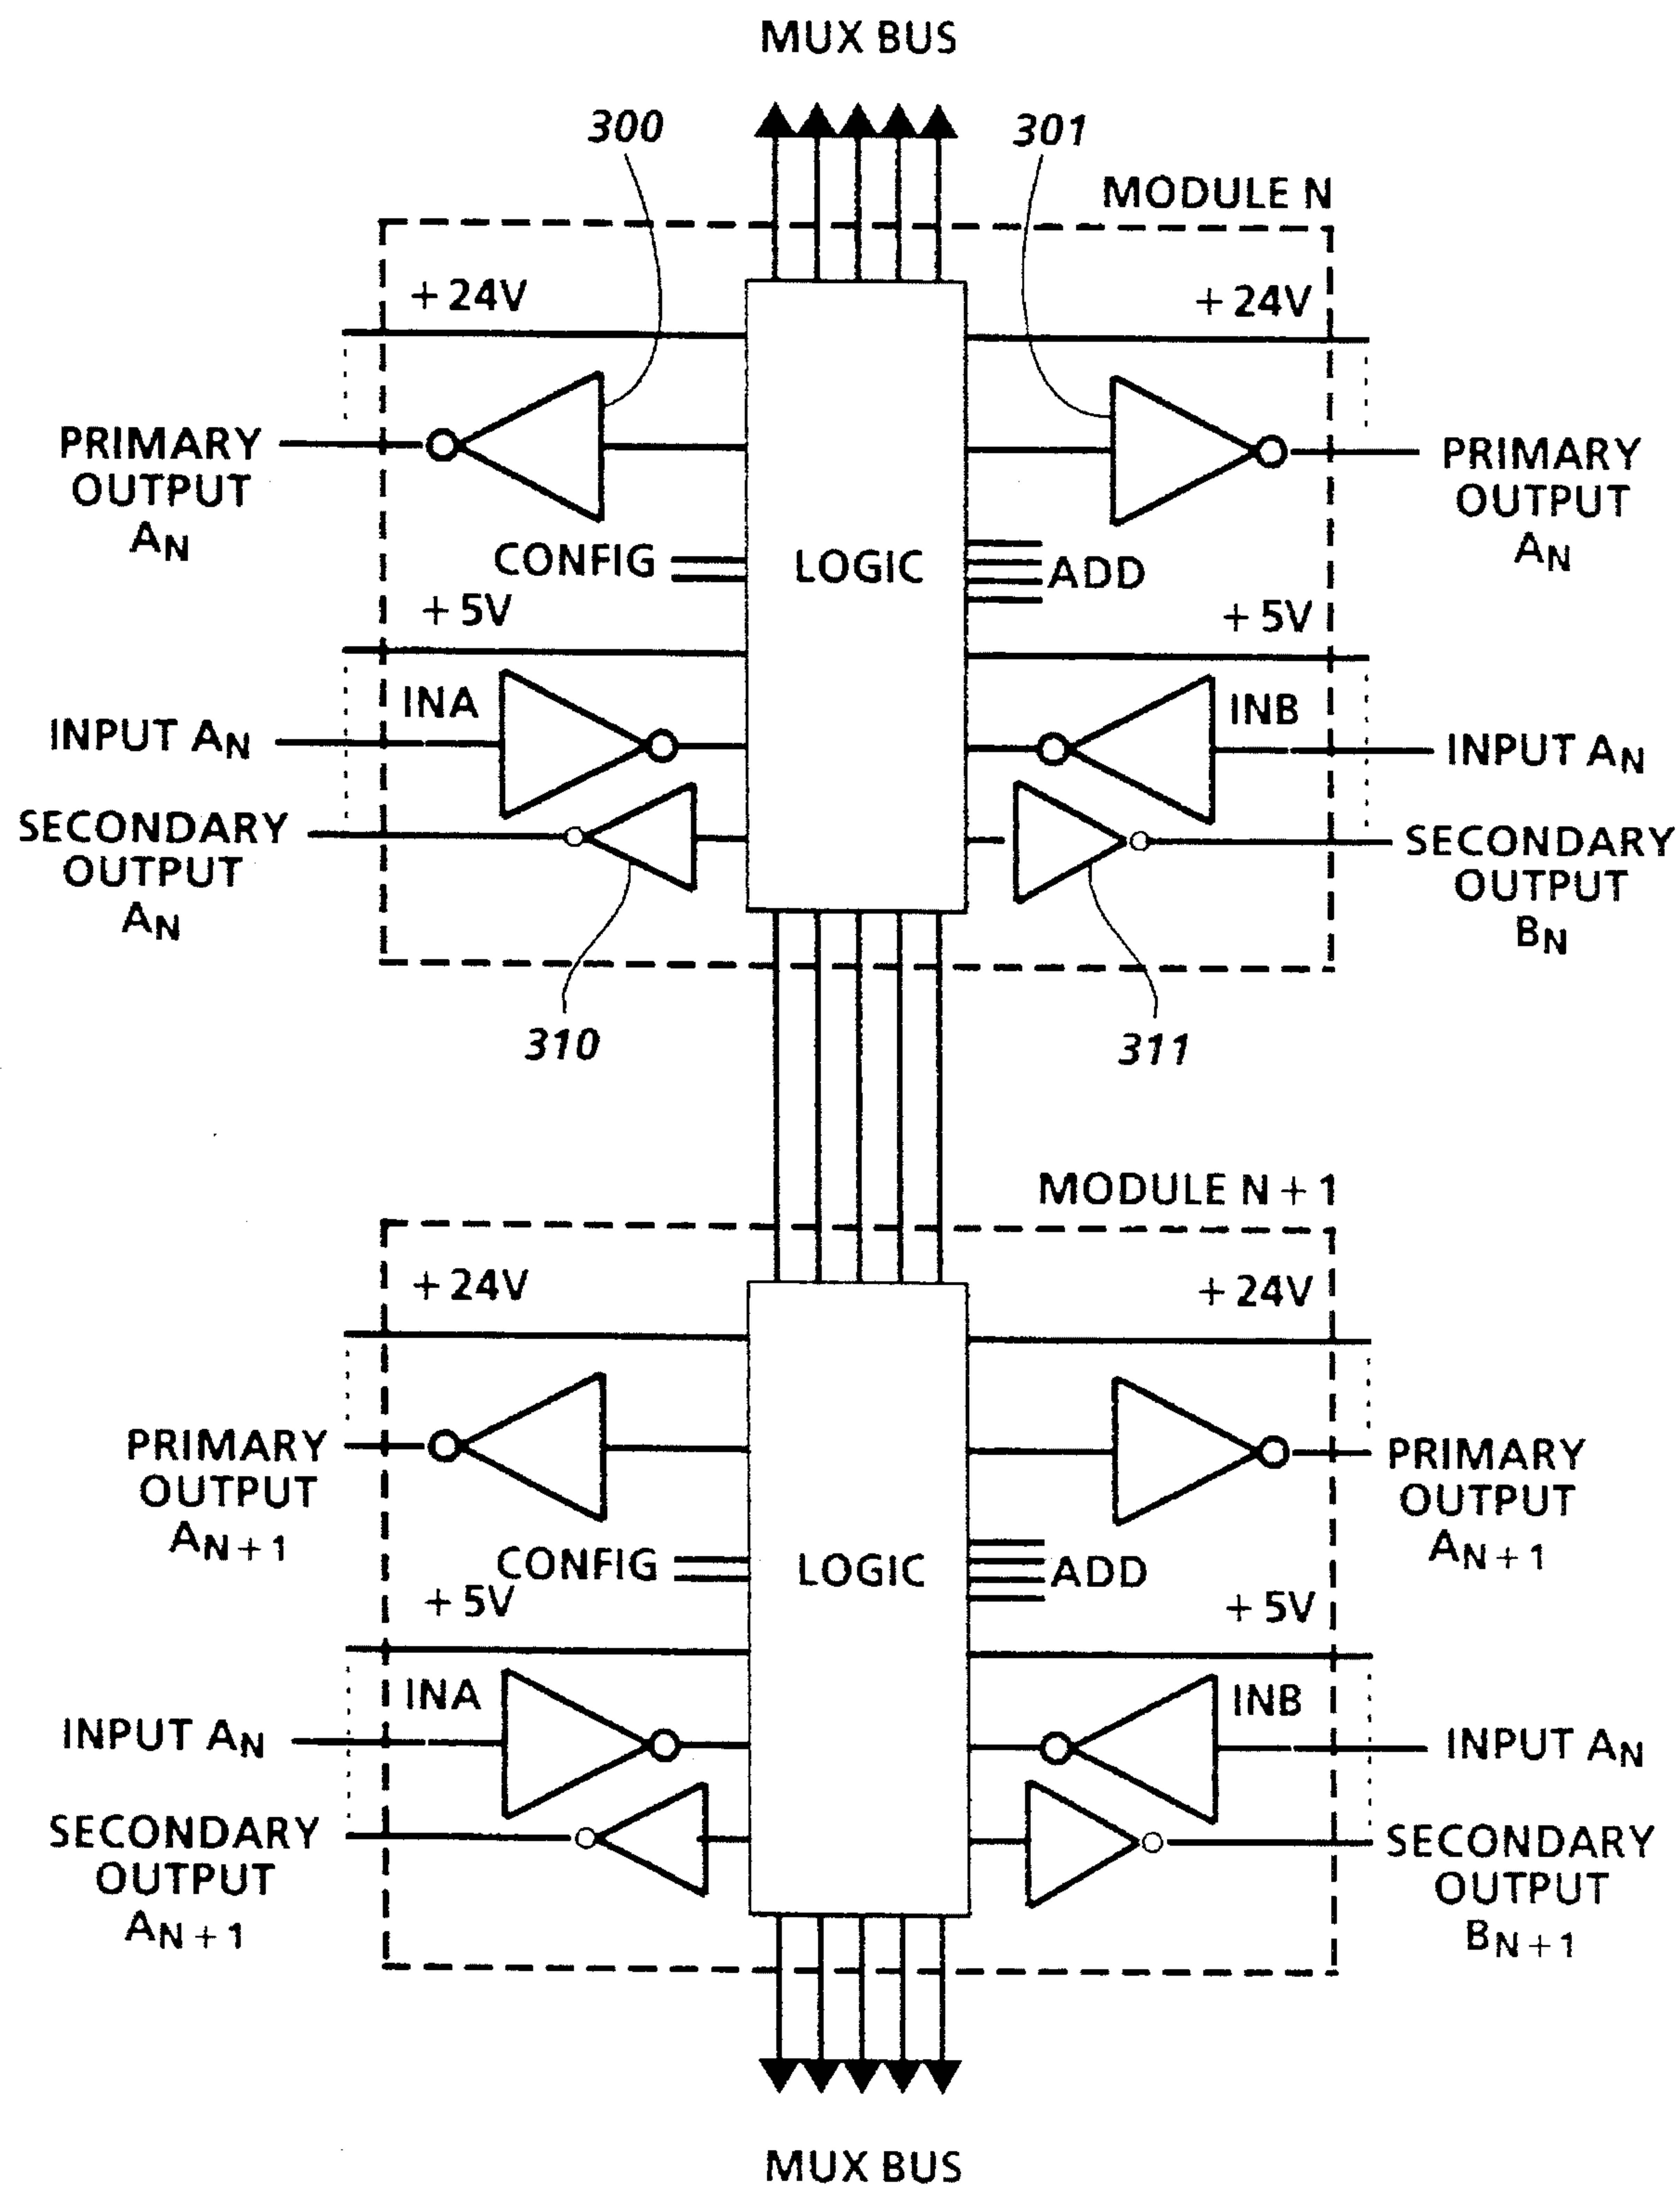 MUX BUS
300
301
MODULE N
+ 24V
+ 24V
PRIMARY
OUTPUT
AN
PRIMARY
OUTPUT
AN
CONFIG
LOGIC
ADD
+ 5V
+ 5V
INA
INB
INPUT AN
INPUT AN
SECONDARY
OUTPUT
AN
SECONDARY
OUTPUT
BN
310
311
MODULE N + 1
+ 24V
+ 24V
PRIMARY
OUTPUT
AN + 1
PRIMARY
OUTPUT
AN + 1
CONFIG
LOGIC
ADD
+ 5V
+ 5V
INA
INB
INPUT AN
INPUT AN
SECONDARY
OUTPUT
AN + 1
SECONDARY
OUTPUT
BN + 1
MUX BUS